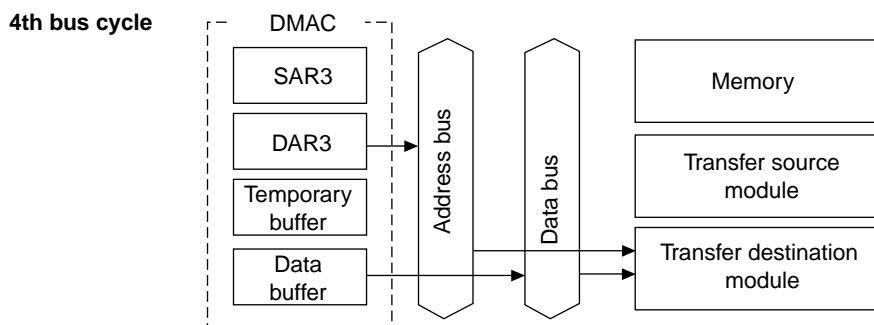 4th bus cycle
DMAC
SAR3
DAR3
Temporary
buffer
Data
buffer
Address bus
Data bus
Memory
Transfer source
module
Transfer destination
module